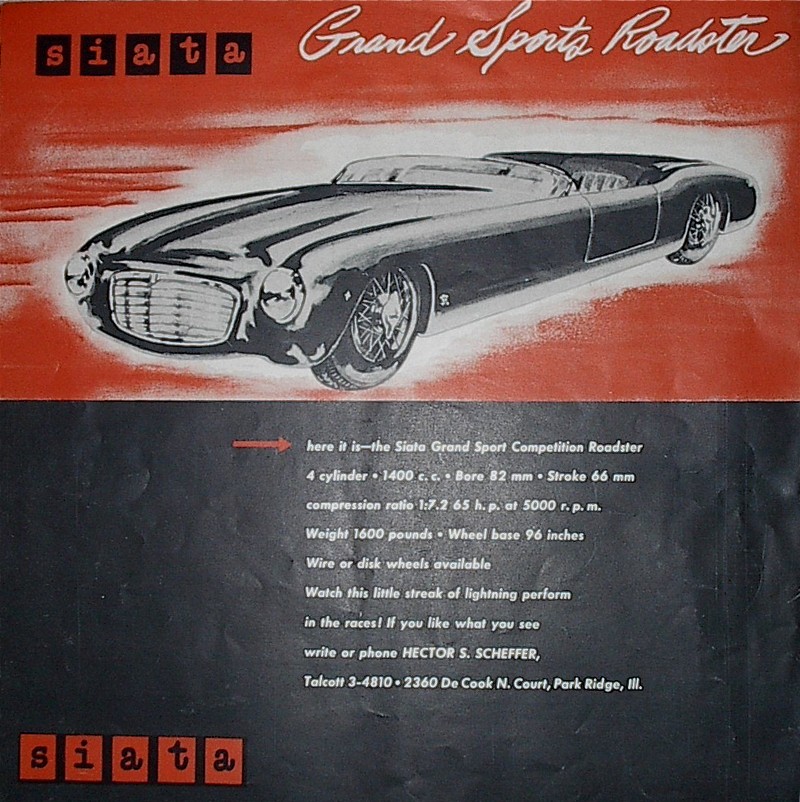 siata
Grand Sports Roadster
here it is—the Siata Grand Sport Competition Roadster
4 cylinder • 1400 c. c. • Bore 82 mm • Stroke 66 mm
compression ratio 1:7.2 65 h. p. at 5000 r. p. m.
Weight 1600 pounds • Wheel base 96 inches
Wire or disk wheels available
Watch this little streak of lightning perform
in the races! If you like what you see
write or phone HECTOR S. SCHEFFER,
Talcott 3-4810 • 2360 De Cook N. Court, Park Ridge, Ill.
siata